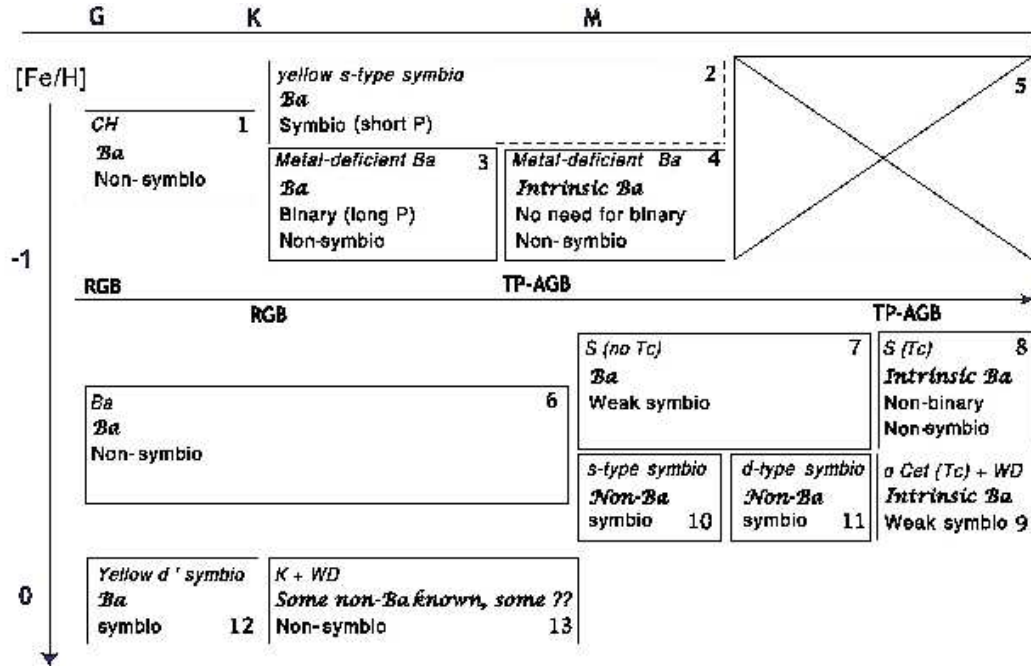 G K M
[Fe/H]
yellow s-type symbio 2
Ba
Symbio (short P)
5
CH 1
Ba
Non-symbio
Metal-deficient Ba 3
Ba
Binary (long P)
Non-symbio
Metal-deficient Ba 4
Intrinsic Ba
No need for binary
Non-symbio
-1
RGB TP-AGB
RGB TP-AGB
S (no Tc) 7
Ba
Weak symbio
S (Tc) 8
Intrinsic Ba
Non-binary
Non-symbio
Ba 6
Ba
Non-symbio
s-type symbio
Non-Ba
symbio 10
d-type symbio
Non-Ba
symbio 11
o Cet (Tc) + WD
Intrinsic Ba
Weak symbio 9
0
Yellow d ' symbio
Ba
symbio 12
K + WD
Some non-Ba known, some ??
Non-symbio 13